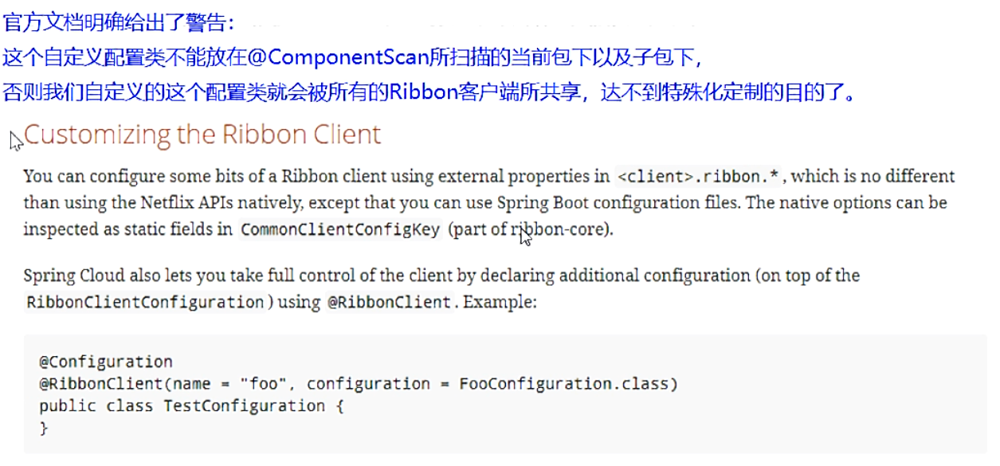 官方文档明确给出了警告：
这个自定义配置类不能放在@ComponentScan所扫描的当前包下以及子包下，
否则我们自定义的这个配置类就会被所有的Ribbon客户端所共享，达不到特殊化定制的目的了。
Customizing the Ribbon Client
You can configure some bits of a Ribbon client using external properties in <client>.ribbon.*, which is no different
than using the Netflix APIs natively, except that you can use Spring Boot configuration files. The native options can be
inspected as static fields in CommonClientConfigKey (part of ribbon-core).
Spring Cloud also lets you take full control of the client by declaring additional configuration (on top of the
RibbonClientConfiguration) using @RibbonClient. Example:
@Configuration
@RibbonClient(name = "foo", configuration = FooConfiguration.class)
public class TestConfiguration {
}